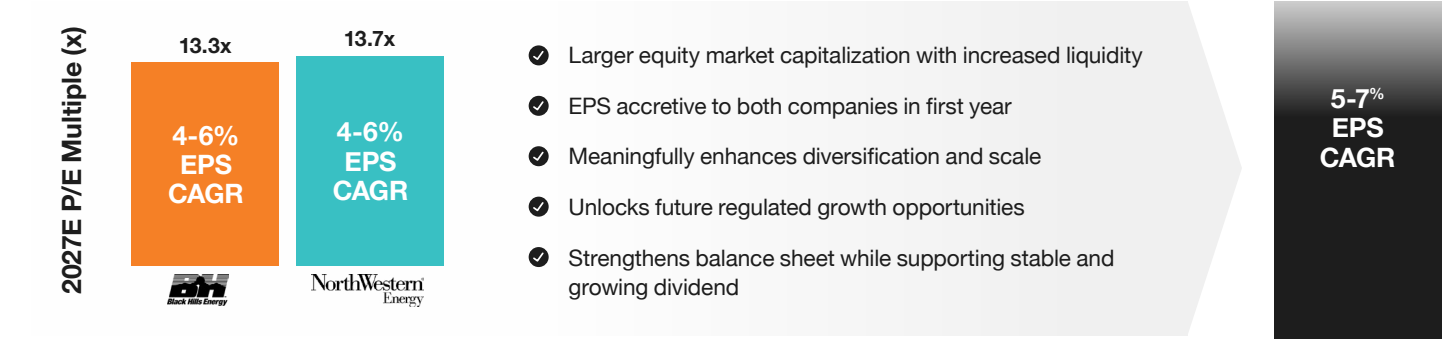 2027E P/E Multiple (x)
13.3x
4-6%
EPS
CAGR
BH
Black Hills Energy
13.7x
4-6%
EPS
CAGR
NorthWestern
Energy
Larger equity market capitalization with increased liquidity
EPS accretive to both companies in first year
Meaningfully enhances diversification and scale
Unlocks future regulated growth opportunities
Strengthens balance sheet while supporting stable and
growing dividend
5-7%
EPS
CAGR